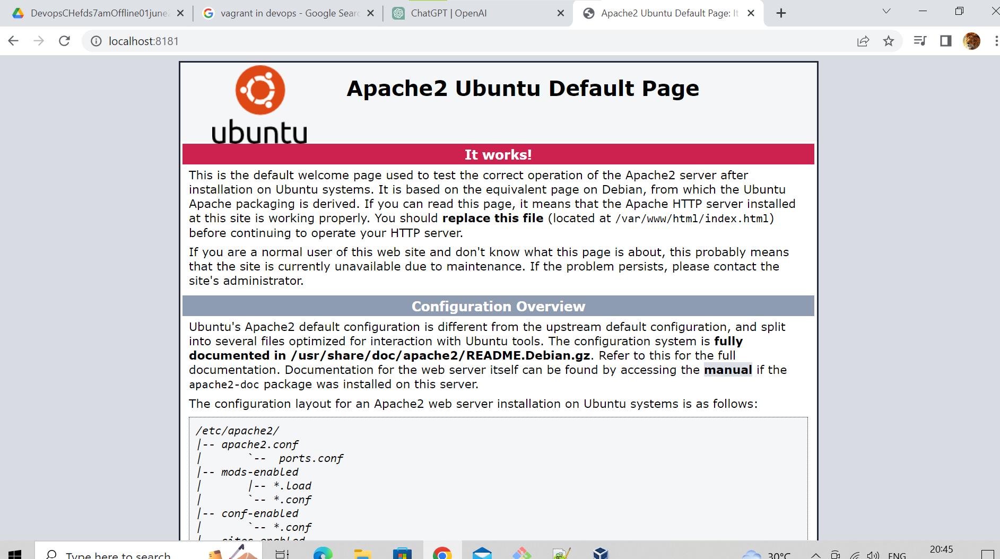 DevopsCHefds7amOffline01june
vagrant in devops - Google Sear
ChatGPT | OpenAI
Apache2 Ubuntu Default Page: It
localhost:8181
Apache2 Ubuntu Default Page
ubuntu
It works!
This is the default welcome page used to test the correct operation of the Apache2 server after
installation on Ubuntu systems. It is based on the equivalent page on Debian, from which the Ubuntu
Apache packaging is derived. If you can read this page, it means that the Apache HTTP server installed
at this site is working properly. You should replace this file (located at /var/www/html/index.html)
before continuing to operate your HTTP server.
If you are a normal user of this web site and don't know what this page is about, this probably means
that the site is currently unavailable due to maintenance. If the problem persists, please contact the
site's administrator.
Configuration Overview
Ubuntu's Apache2 default configuration is different from the upstream default configuration, and split
into several files optimized for interaction with Ubuntu tools. The configuration system is fully
documented in /usr/share/doc/apache2/README.Debian.gz. Refer to this for the full
documentation. Documentation for the web server itself can be found by accessing the manual if the
apache2-doc package was installed on this server.
The configuration layout for an Apache2 web server installation on Ubuntu systems is as follows:
/etc/apache2/
|-- apache2.conf
|       `--  ports.conf
|-- mods-enabled
|       |-- *.load
|       `-- *.conf
|-- conf-enabled
|       `-- *.conf
|-- sites-enabled
Type here to search
30°C
ENG
20:45